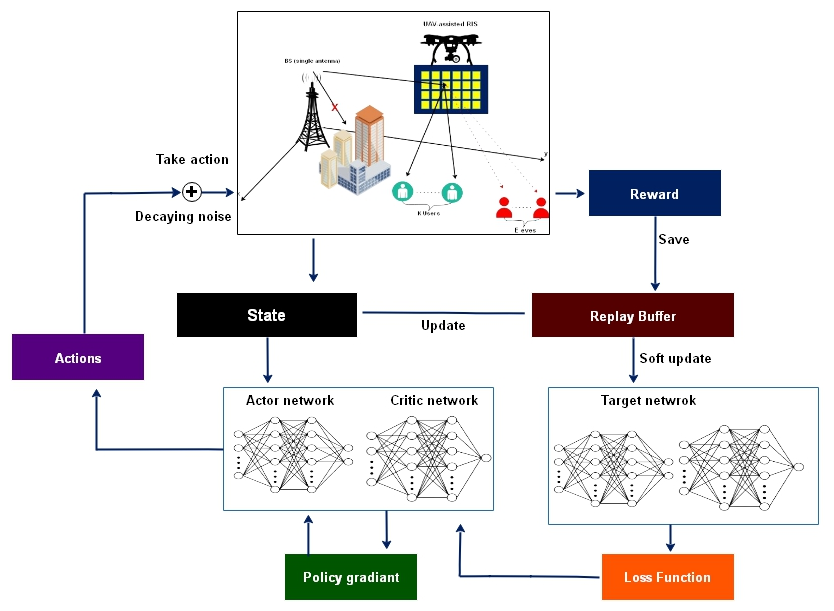 UAV-assisted RIS
BS (single antenna)
X
y
Take action
Decaying noise
K Users
E eves
Reward
Save
State
Update
Replay Buffer
Soft update
Actions
Actor network
Critic network
Target netwrok
Policy gradiant
Loss Function